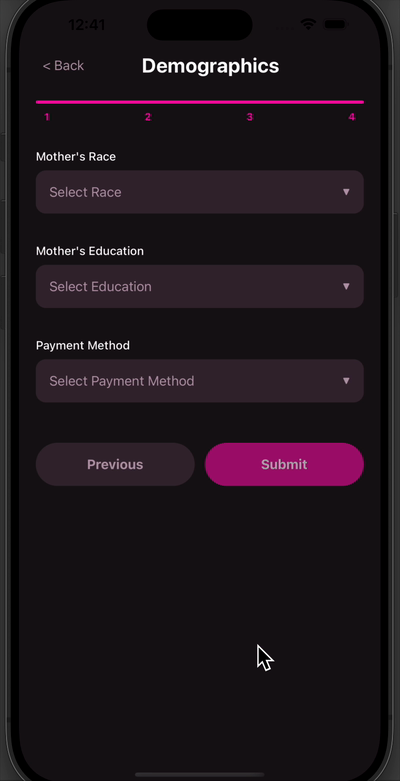 12:41
< Back
Demographics
1 2 3 4
Mother's Race
Select Race ▼
Mother's Education
Select Education ▼
Payment Method
Select Payment Method ▼
Previous Submit